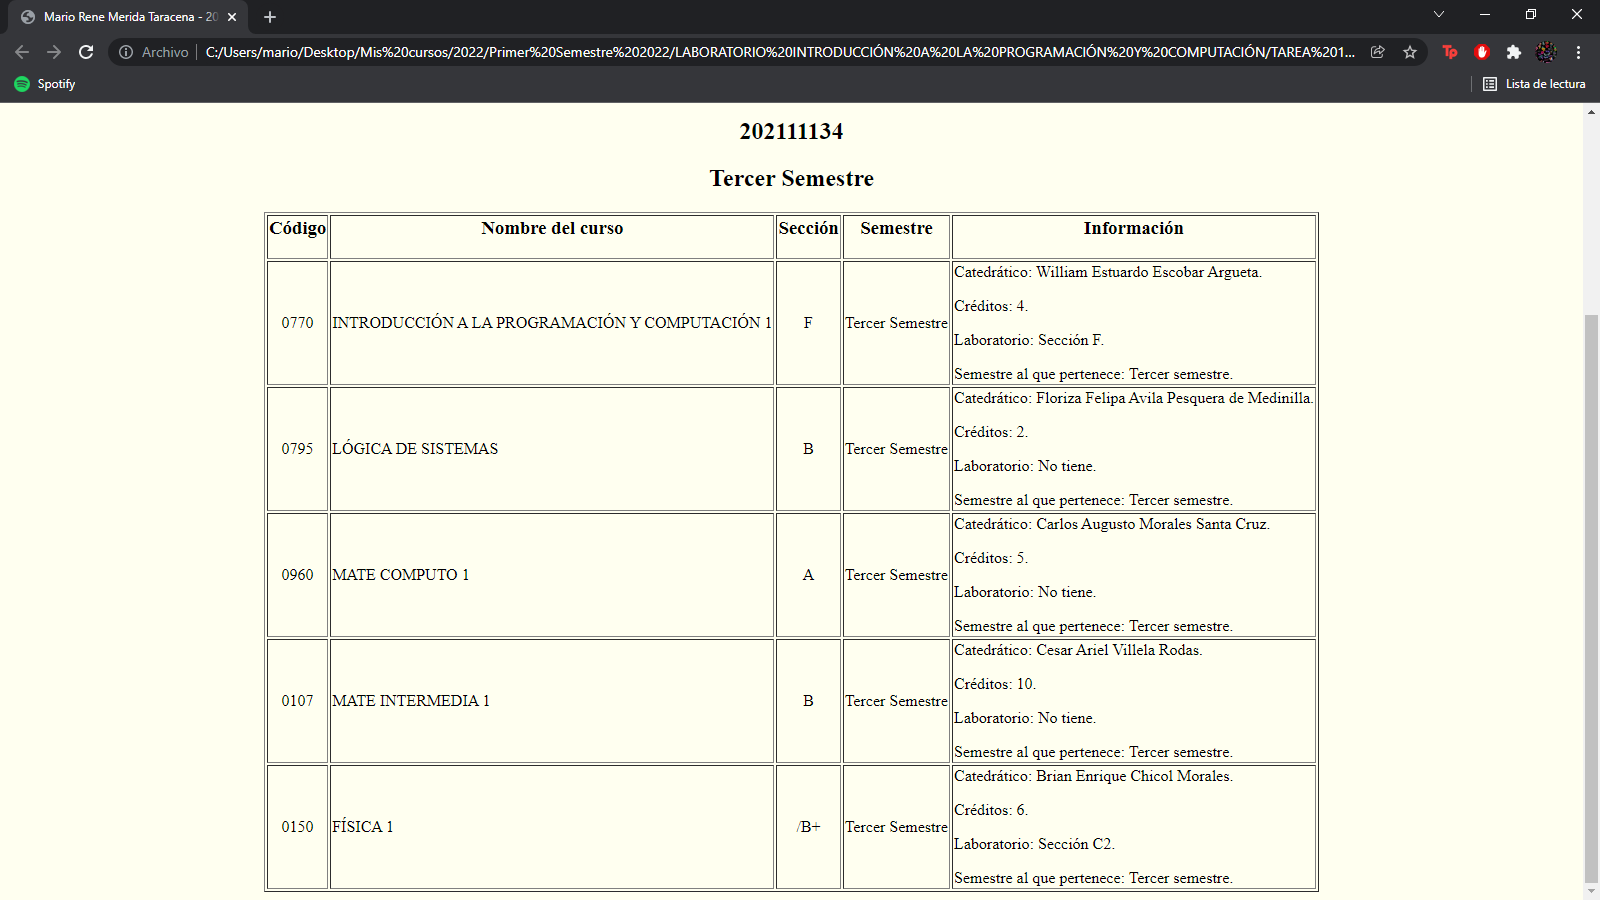 Mario Rene Merida Taracena - 20
Archivo
C:/Users/mario/Desktop/Mis%20cursos/2022/Primer%20Semestre%202022/LABORATORIO%20INTRODUCCIÓN%20A%20LA%20PROGRAMACIÓN%20Y%20COMPUTACIÓN/TAREA%201...
Tp
Spotify
Lista de lectura
202111134
Tercer Semestre
Código Nombre del curso Sección Semestre Información
Catedrático: William Estuardo Escobar Argueta.
Créditos: 4.
0770 INTRODUCCIÓN A LA PROGRAMACIÓN Y COMPUTACIÓN 1 F Tercer Semestre
Laboratorio: Sección F.
Semestre al que pertenece: Tercer semestre.
Catedrático: Floriza Felipa Avila Pesquera de Medinilla.
Créditos: 2.
0795 LÓGICA DE SISTEMAS B Tercer Semestre
Laboratorio: No tiene.
Semestre al que pertenece: Tercer semestre.
Catedrático: Carlos Augusto Morales Santa Cruz.
Créditos: 5.
0960 MATE COMPUTO 1 A Tercer Semestre
Laboratorio: No tiene.
Semestre al que pertenece: Tercer semestre.
Catedrático: Cesar Ariel Villela Rodas.
Créditos: 10.
0107 MATE INTERMEDIA 1 B Tercer Semestre
Laboratorio: No tiene.
Semestre al que pertenece: Tercer semestre.
Catedrático: Brian Enrique Chicol Morales.
Créditos: 6.
0150 FÍSICA 1 /B+ Tercer Semestre
Laboratorio: Sección C2.
Semestre al que pertenece: Tercer semestre.